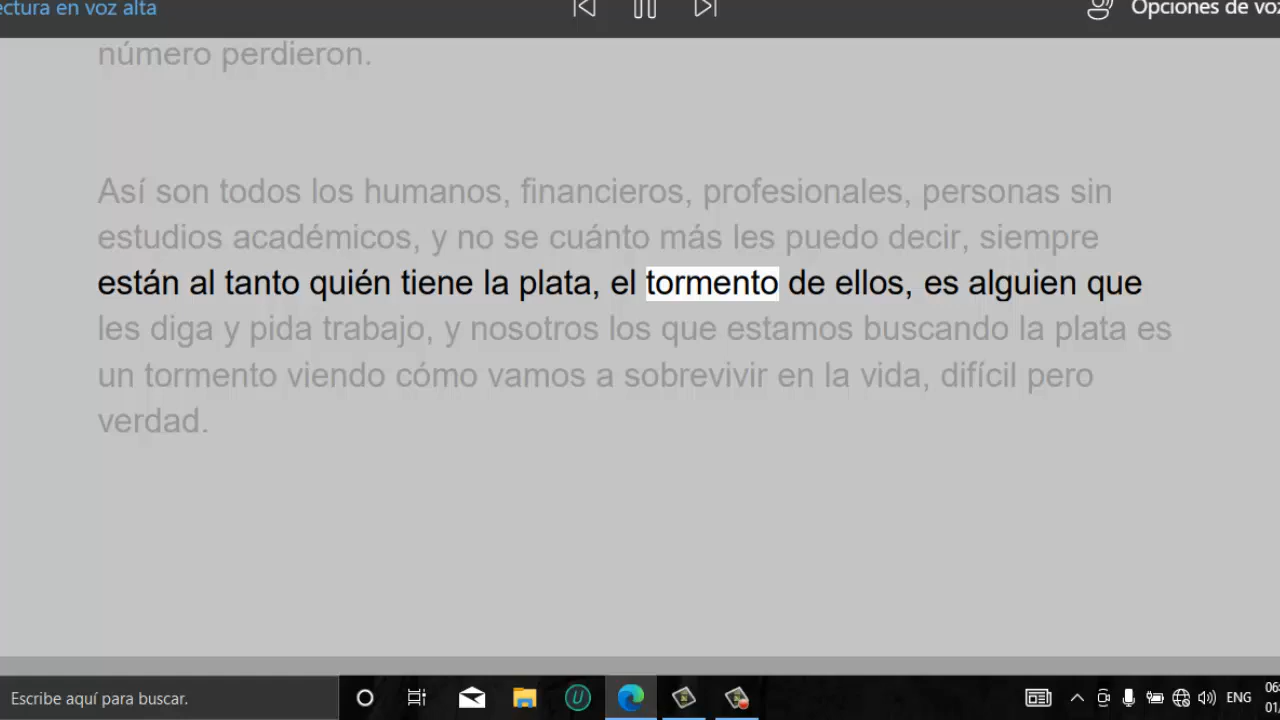 ectura en voz alta
Opciones de voz
número perdieron.
Así son todos los humanos, financieros, profesionales, personas sin
estudios académicos, y no se cuánto más les puedo decir, siempre
están al tanto quién tiene la plata, el tormento de ellos, es alguien que
les diga y pida trabajo, y nosotros los que estamos buscando la plata es
un tormento viendo cómo vamos a sobrevivir en la vida, difícil pero
verdad.
Escribe aquí para buscar.
ENG
06:
01/